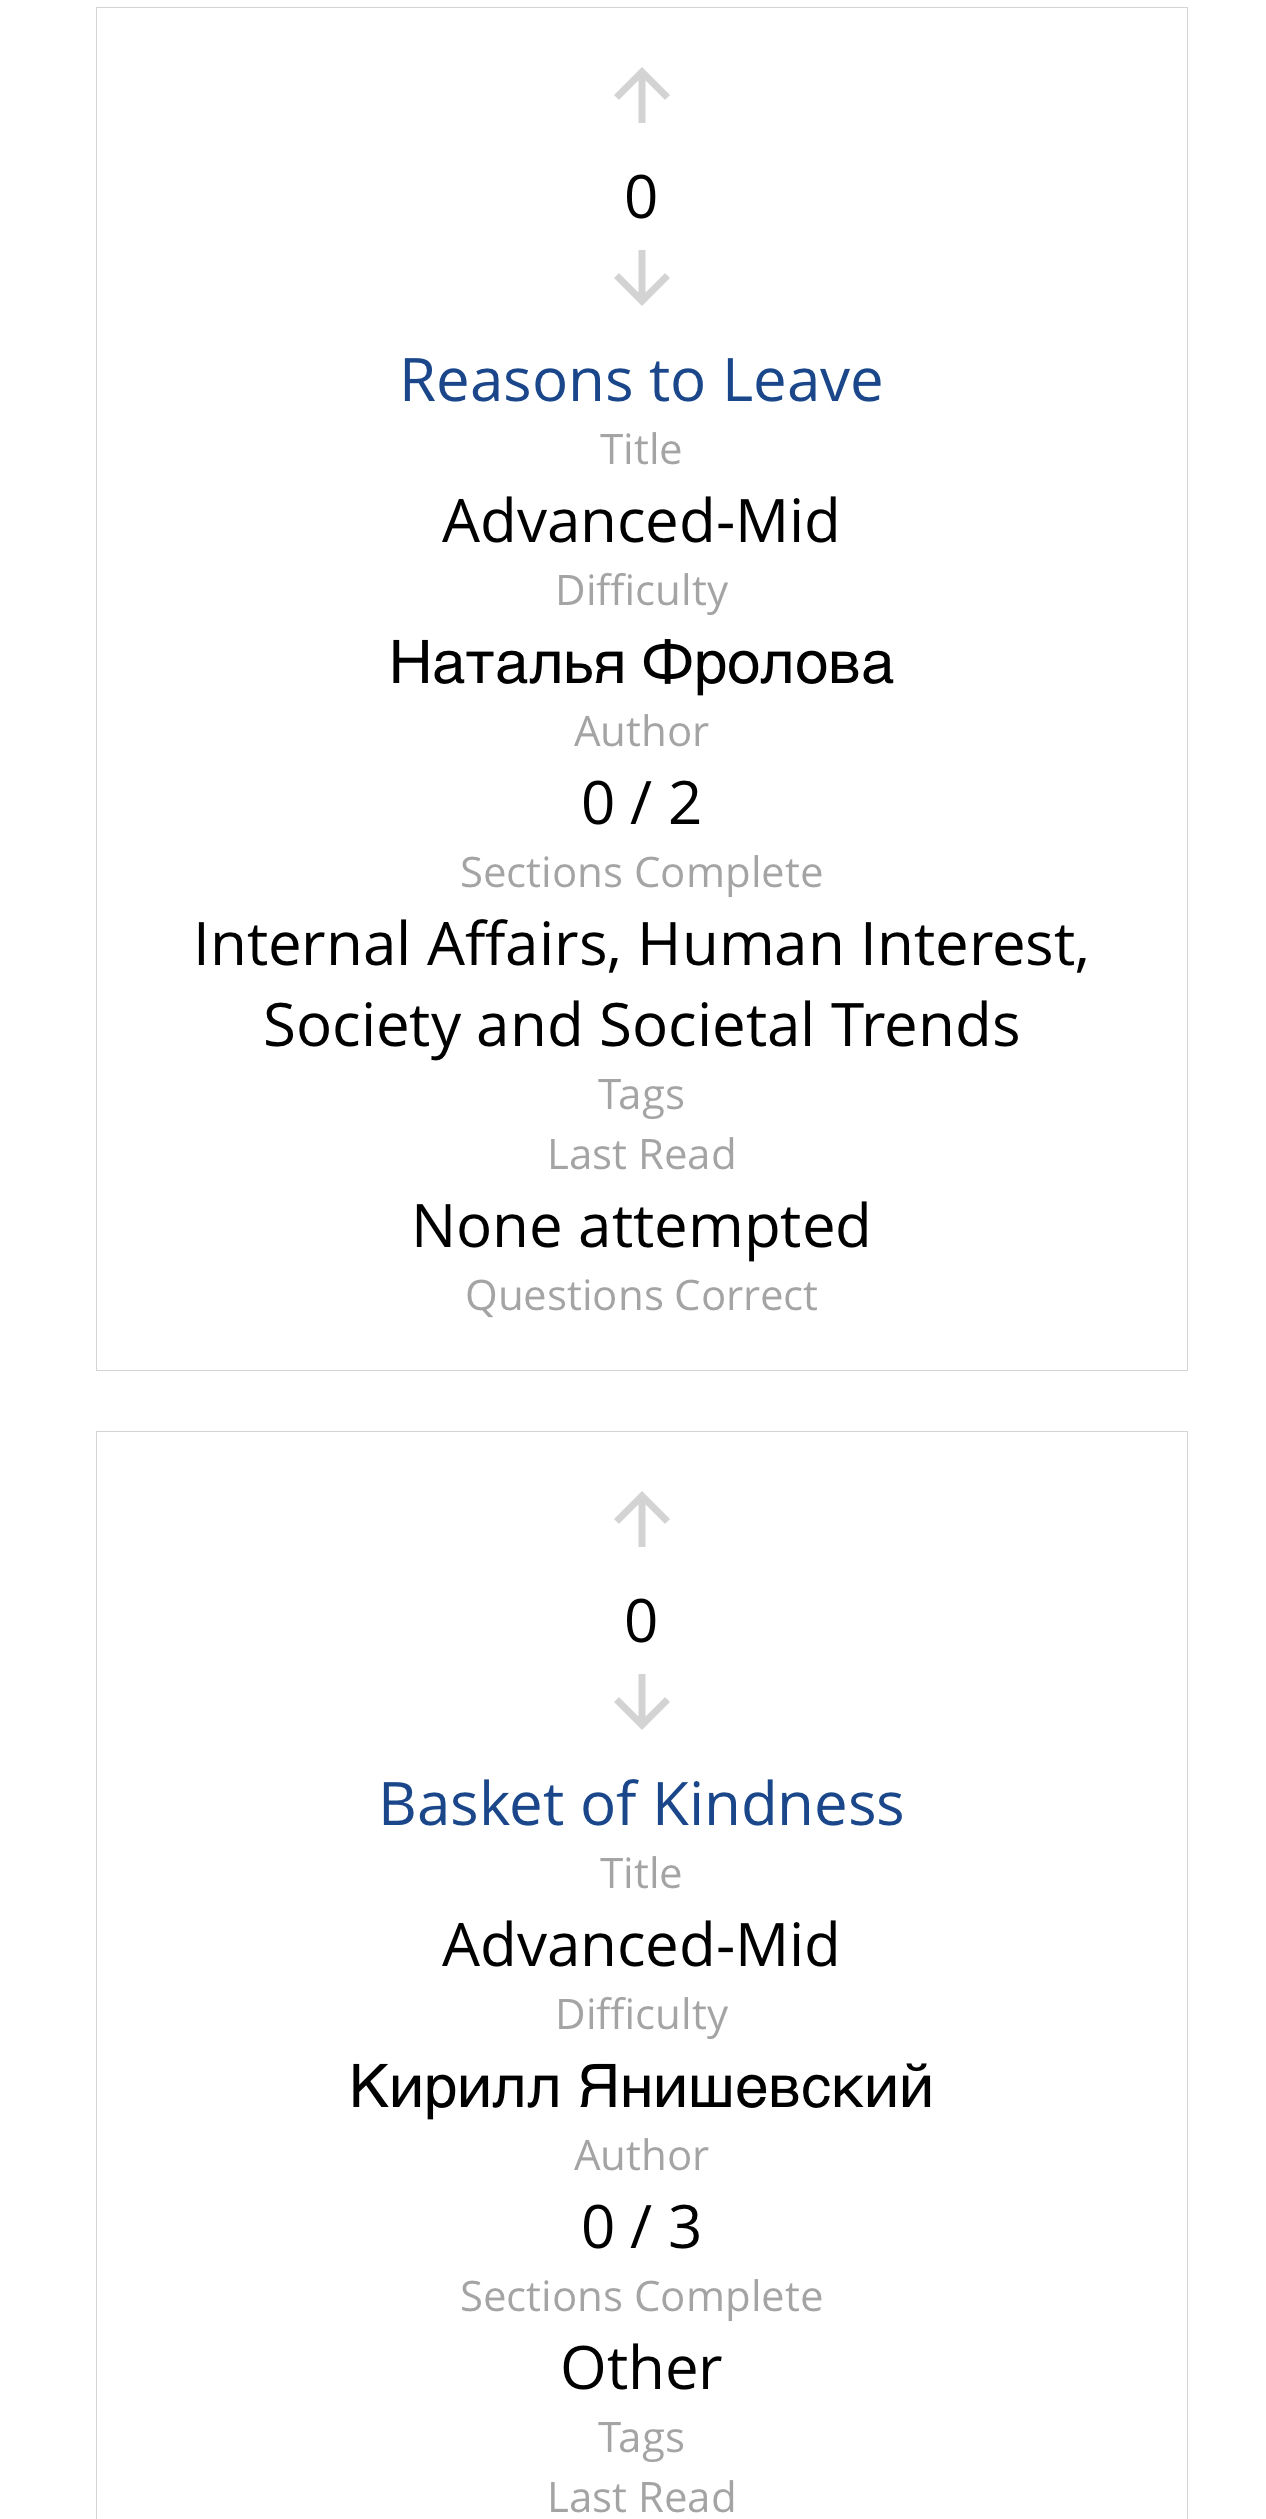 0
Reasons to Leave
Title
Advanced-Mid
Difficulty
Наталья Фролова
Author
0 / 2
Sections Complete
Internal Affairs, Human Interest,
Society and Societal Trends
Tags
Last Read
None attempted
Questions Correct
0
Basket of Kindness
Title
Advanced-Mid
Difficulty
Кирилл Янишевский
Author
0 / 3
Sections Complete
Other
Tags
Last Read